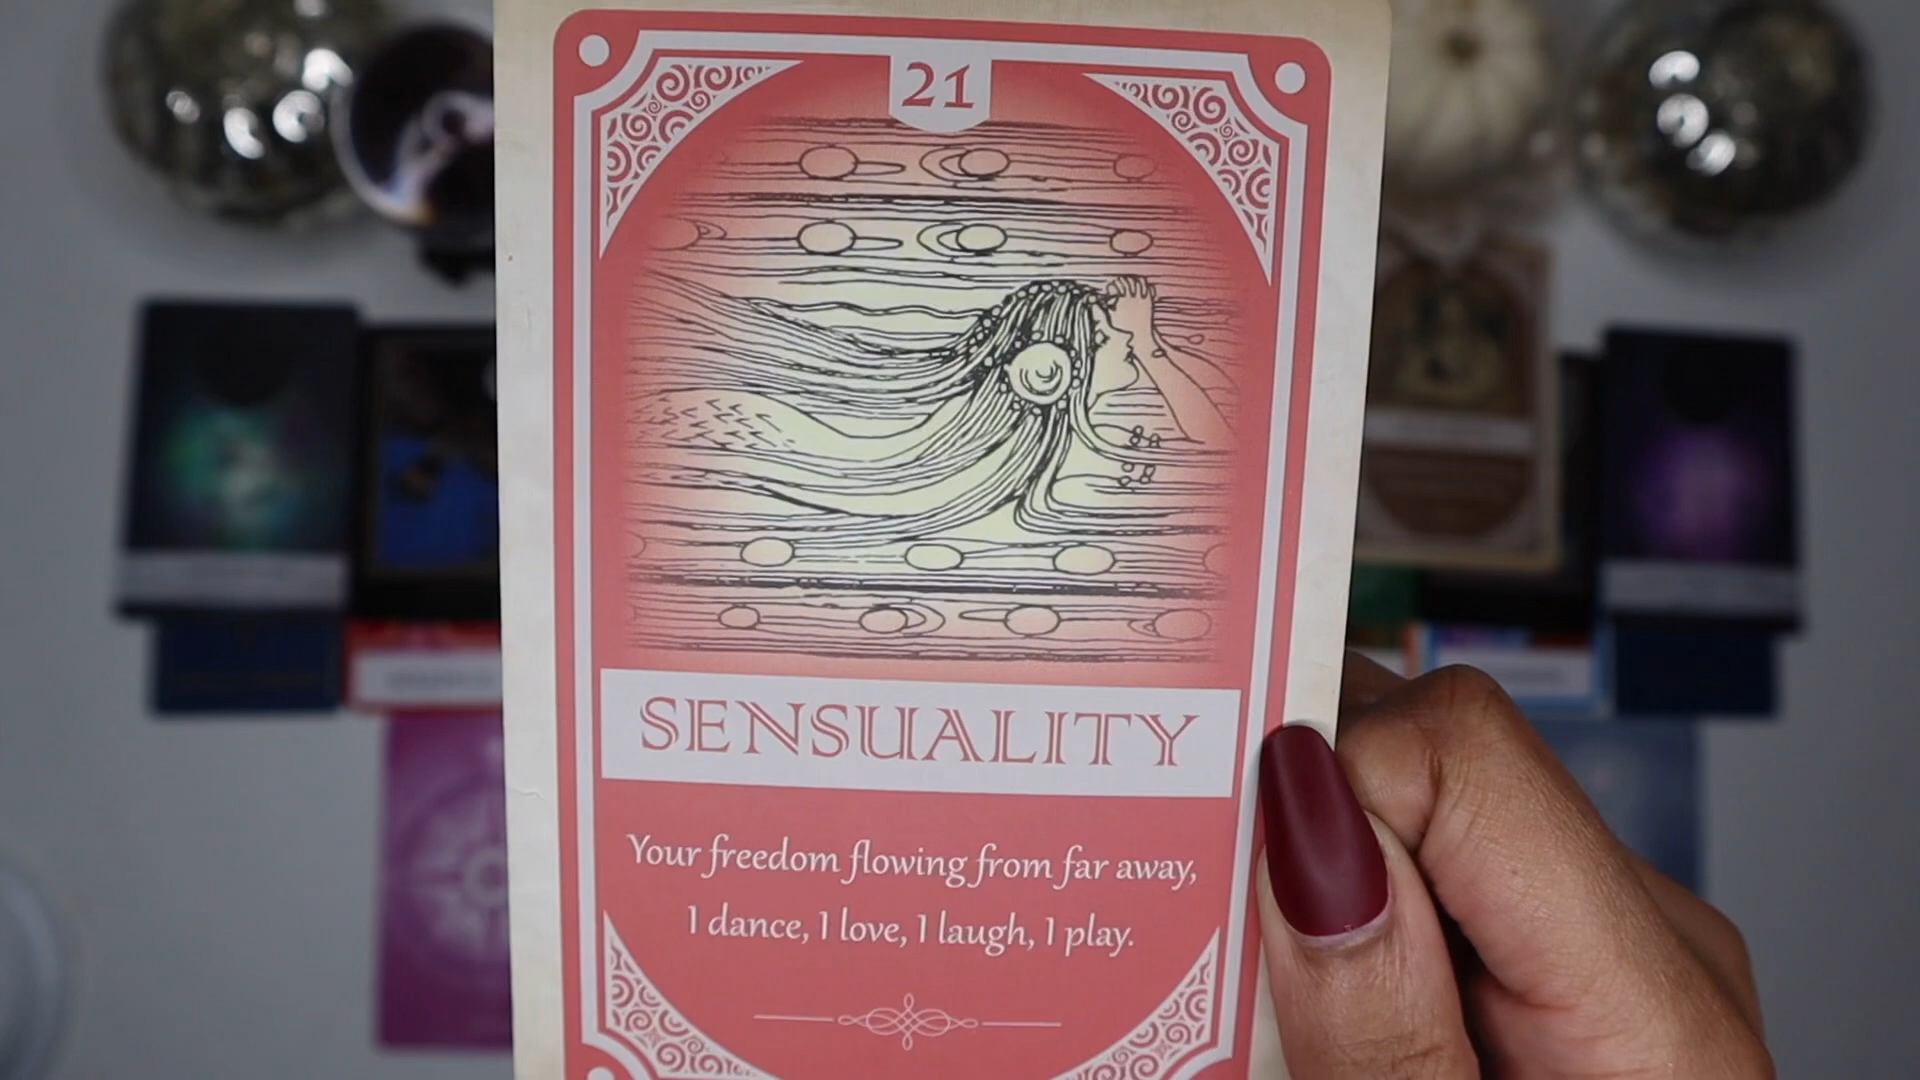 21
SENSUALITY
Your freedom flowing from far away,
I dance, I love, I laugh, I play.